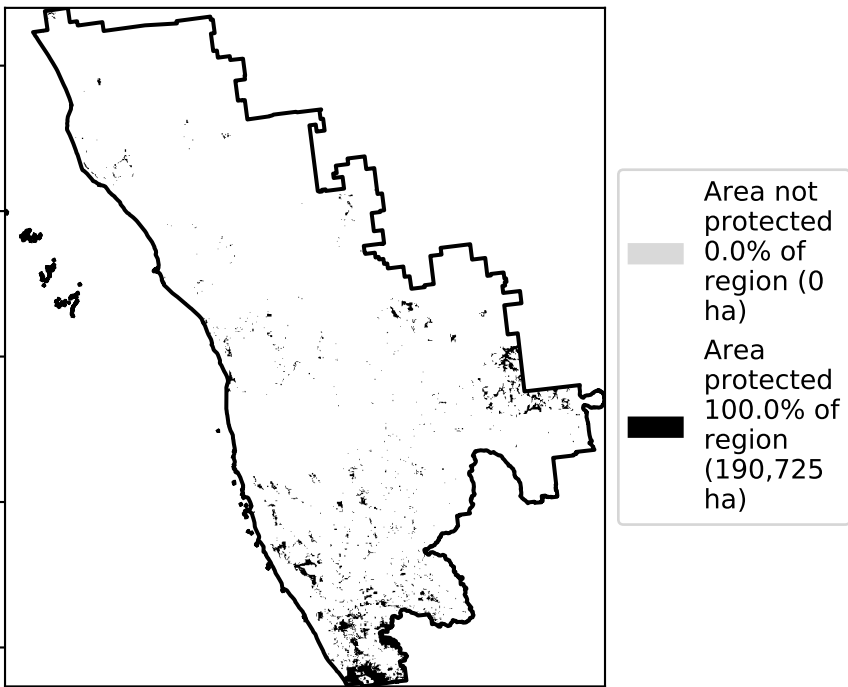 Area not
protected
0.0% of
region (0
ha)
Area
protected
100.0% of
region
(190,725
ha)